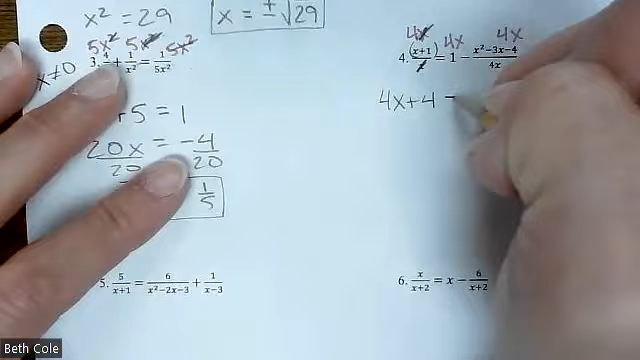 x² = 29
x = ± √29
5x² 5x² 5x²
3. 4/x + 1/x² = 1/5x²
x≠0
+5 = 1
20x = -4
20 20
1/5
4x 4x 4x
4. (x+1)/x = 1 − x²−3x−4/4x
4x+4 =
5. 5/x+1 = 6/x²−2x−3 + 1/x−3
6. x/x+2 = x − 6/x+2
Beth Cole